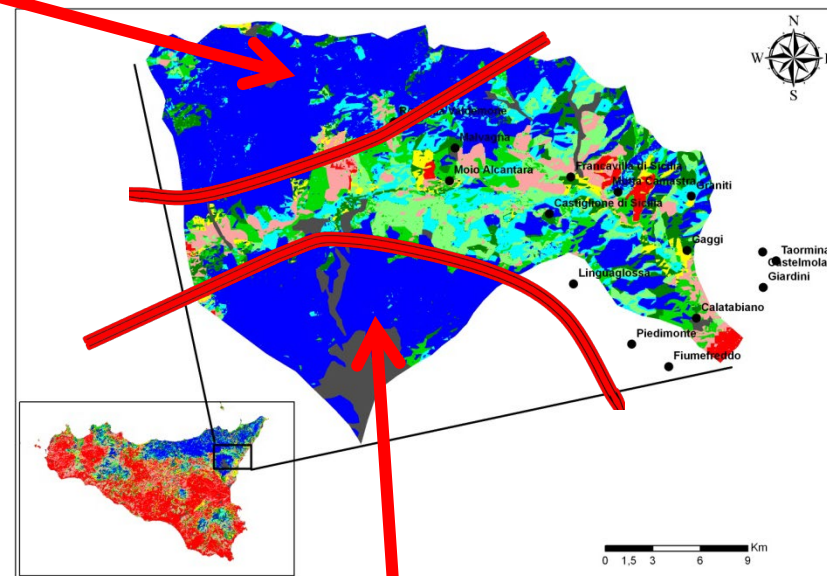 N
W
S
Malvagna
Moio Alcantara
Francavilla di Sicilia
Graniti
Castiglione di Sicilia
Gaggi
Taormina
Castelmola
Giardini
Linguaglossa
Calatabiano
Piedimonte
Fiumefreddo
Km
0 1,5 3 6 9